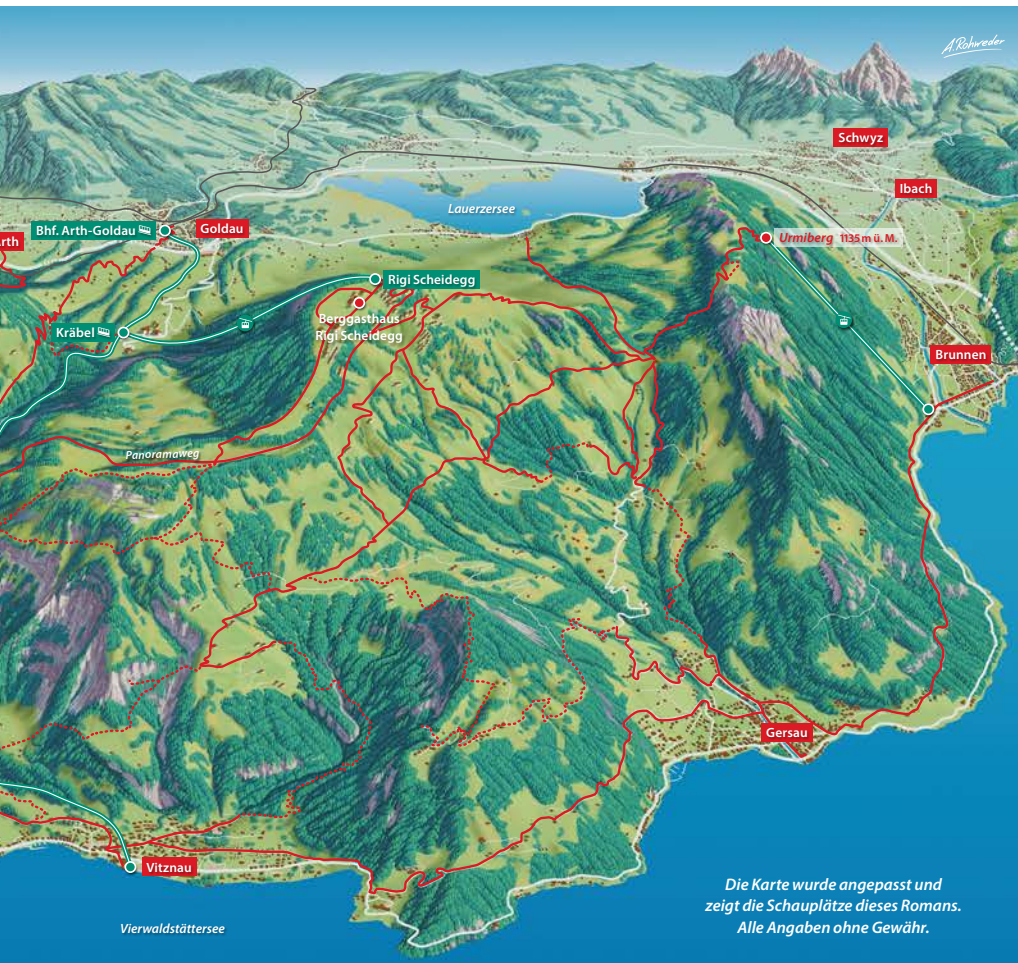 A.Rohweder
Schwyz
Ibach
Lauerzersee
Bhf. Arth-Goldau
Goldau
Arth
Urmiberg 1135 m ü. M.
Rigi Scheidegg
Berggasthaus
Rigi Scheidegg
Kräbel
Brunnen
Panoramaweg
Gersau
Vitznau
Vierwaldstättersee
Die Karte wurde angepasst und
zeigt die Schauplätze dieses Romans.
Alle Angaben ohne Gewähr.